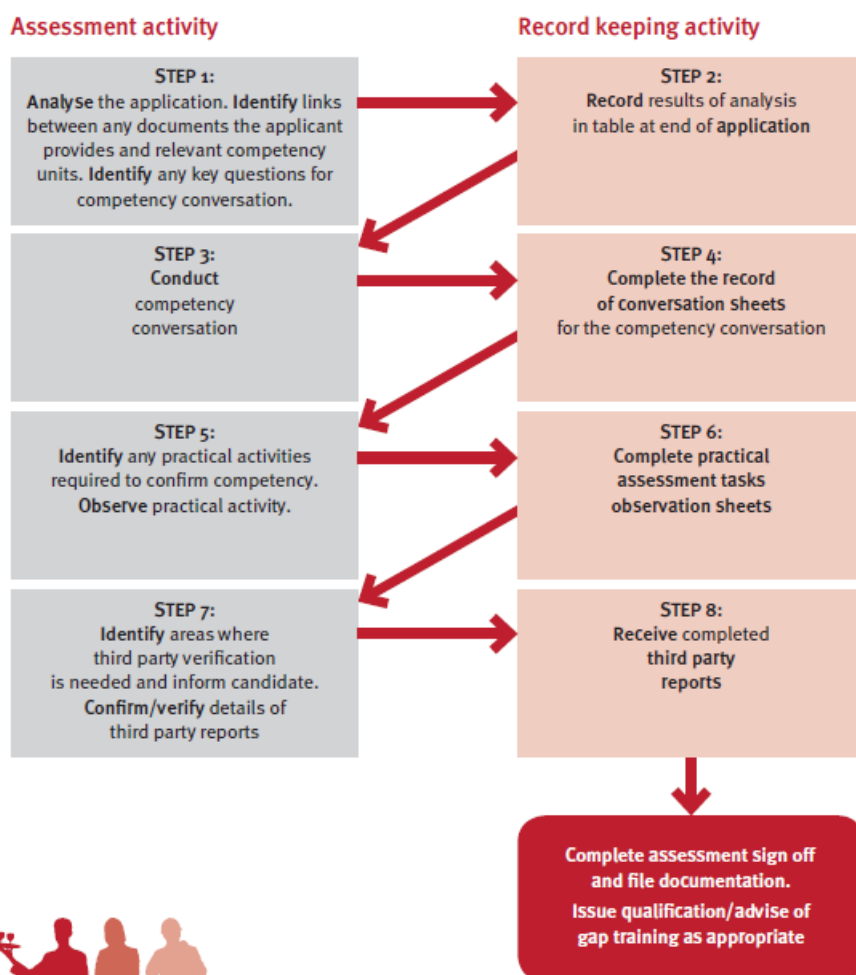 Assessment activity
Record keeping activity
STEP 1:
Analyse the application. Identify links
between any documents the applicant
provides and relevant competency
units. Identify any key questions for
competency conversation.
STEP 2:
Record results of analysis
in table at end of application
STEP 3:
Conduct
competency
conversation
STEP 4:
Complete the record
of conversation sheets
for the competency conversation
STEP 5:
Identify any practical activities
required to confirm competency.
Observe practical activity.
STEP 6:
Complete practical
assessment tasks
observation sheets
STEP 7:
Identify areas where
third party verification
is needed and inform candidate.
Confirm/verify details of
third party reports
STEP 8:
Receive completed
third party
reports
Complete assessment sign off
and file documentation.
Issue qualification/advise of
gap training as appropriate